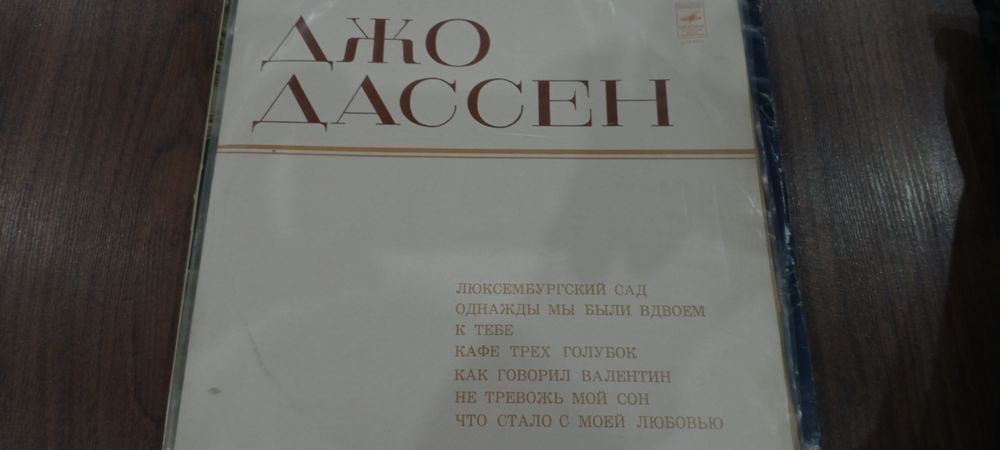 ДЖО
ДАССЕН
ЛЮКСЕМБУРГСКИЙ САД
ОДНАЖДЫ МЫ БЫЛИ ВДВОЕМ
К ТЕБЕ
КАФЕ ТРЕХ ГОЛУБОК
КАК ГОВОРИЛ ВАЛЕНТИН
НЕ ТРЕВОЖЬ МОЙ СОН
ЧТО СТАЛО С МОЕЙ ЛЮБОВЬЮ